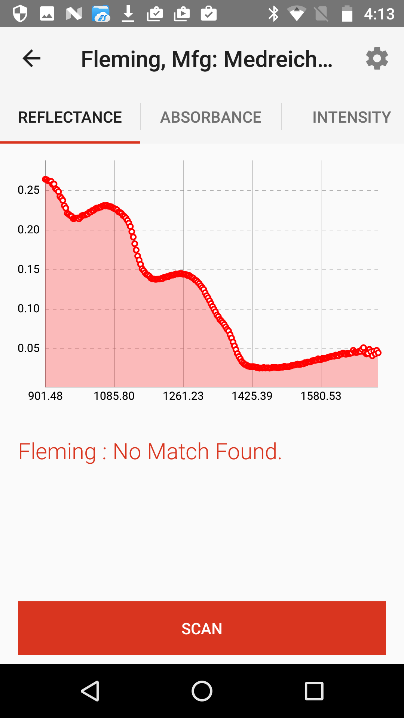 4:13
Fleming, Mfg: Medreich...
REFLECTANCE ABSORBANCE INTENSITY
0.25
0.20
0.15
0.10
0.05
901.48 1085.80 1261.23 1425.39 1580.53
Fleming : No Match Found.
SCAN